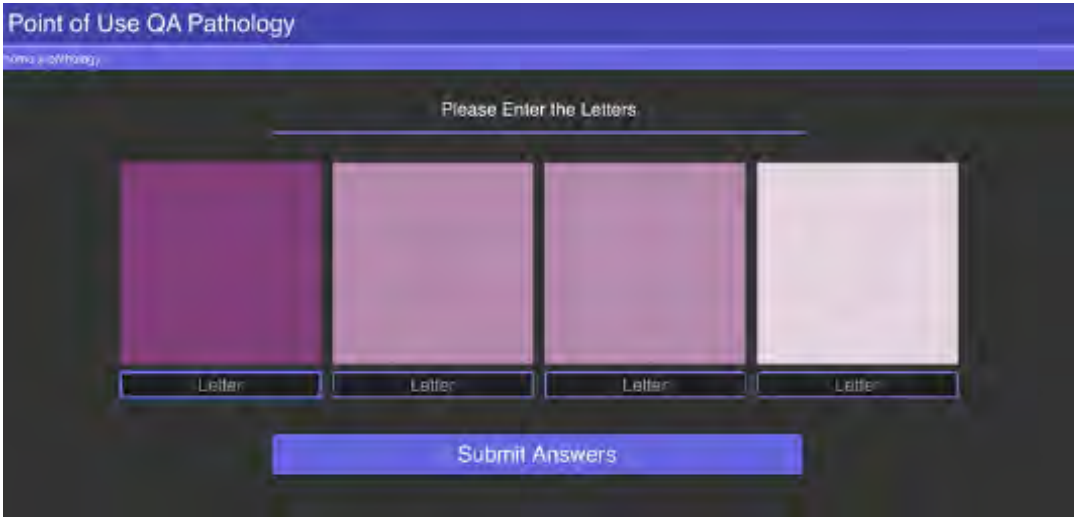 Point of Use QA Pathology
Please Enter the Letters
Letter
Letter
Letter
Letter
Submit Answers